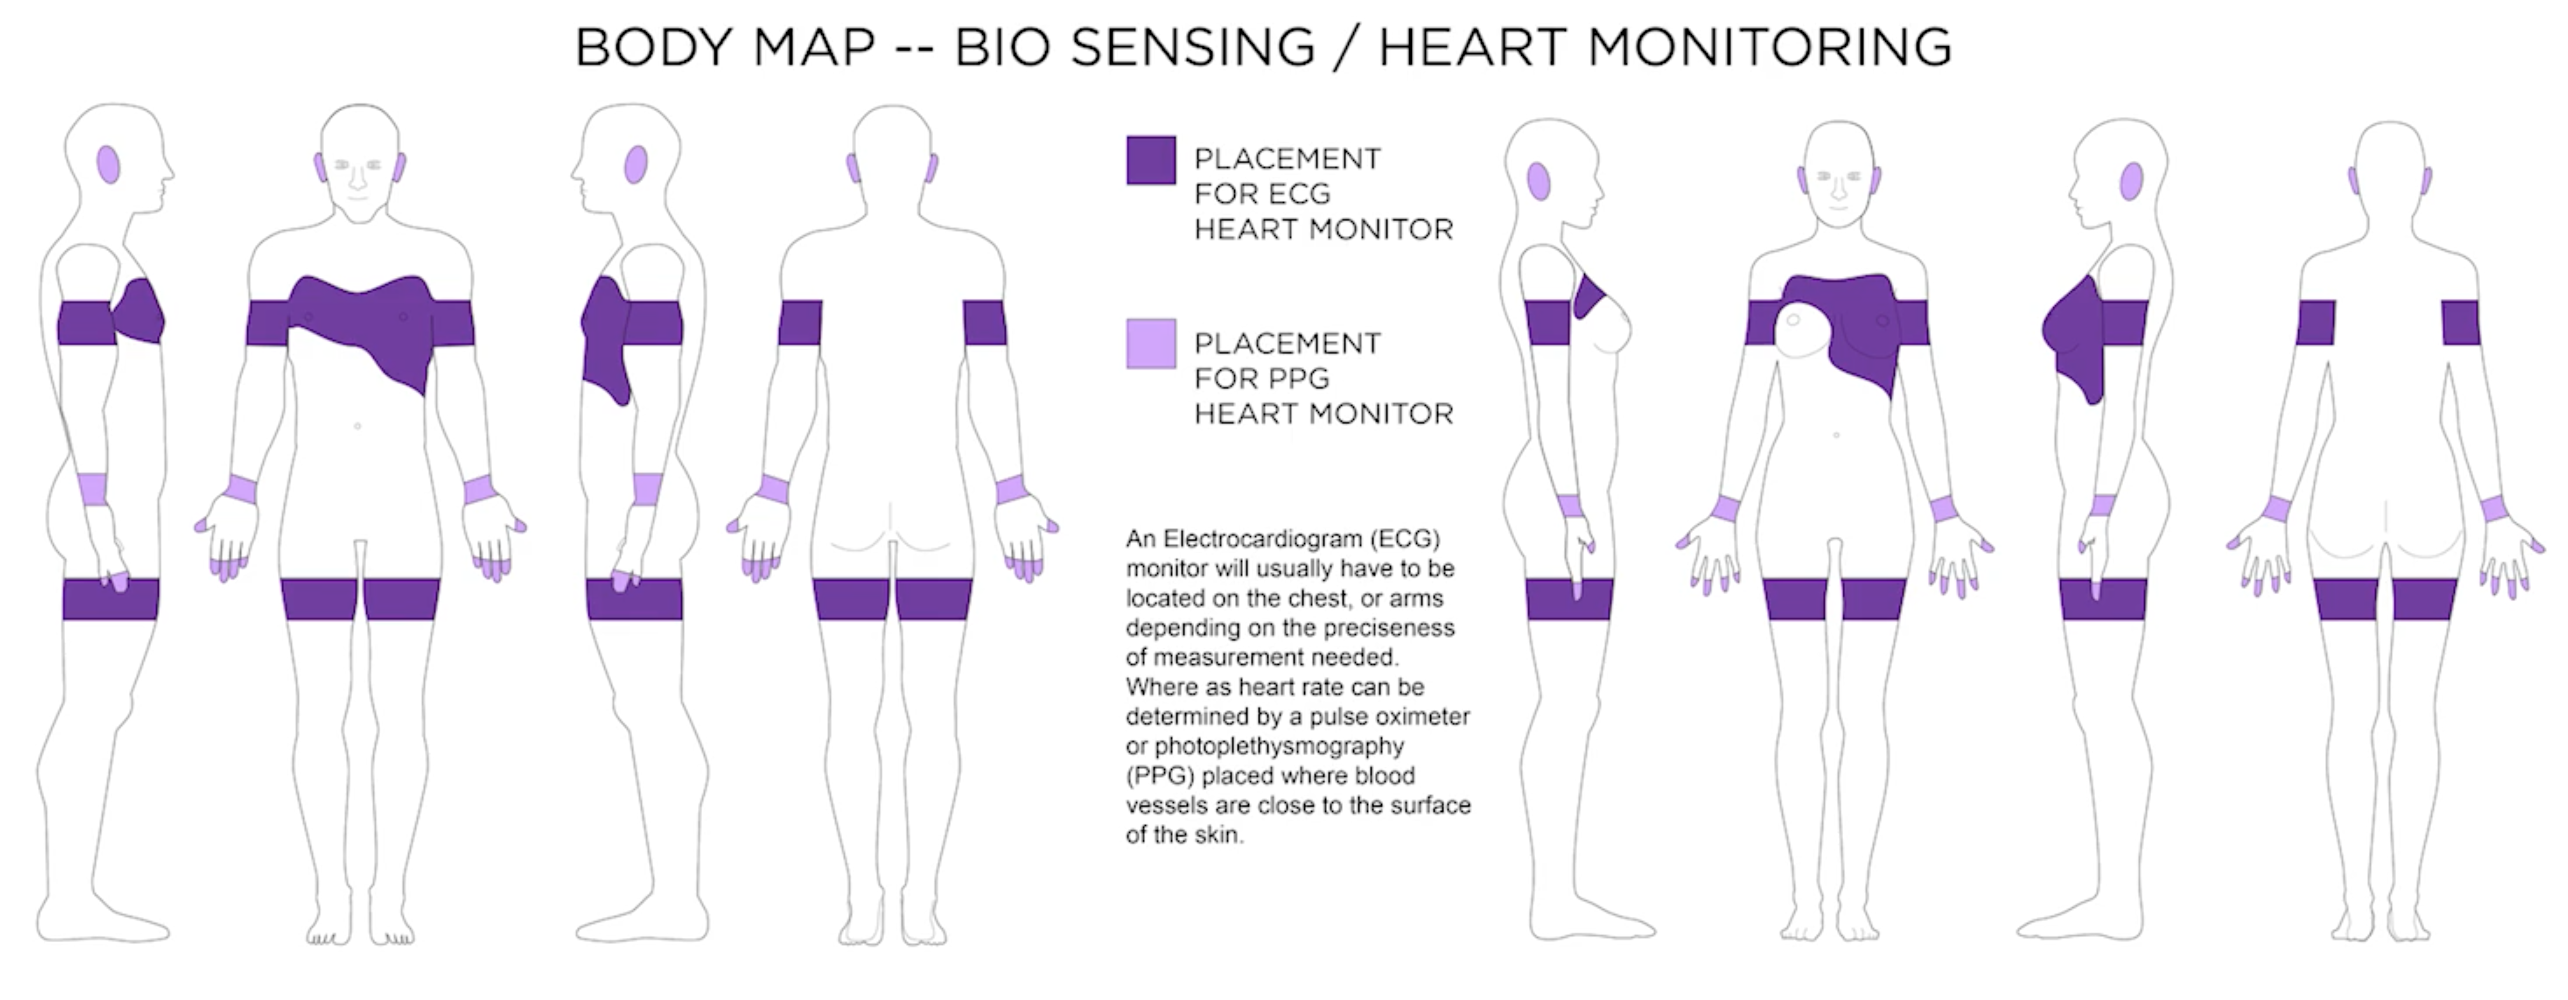 BODY MAP -- BIO SENSING / HEART MONITORING
PLACEMENT
FOR ECG
HEART MONITOR
PLACEMENT
FOR PPG
HEART MONITOR
An Electrocardiogram (ECG)
monitor will usually have to be
located on the chest, or arms
depending on the preciseness
of measurement needed.
Where as heart rate can be
determined by a pulse oximeter
or photoplethysmography
(PPG) placed where blood
vessels are close to the surface
of the skin.